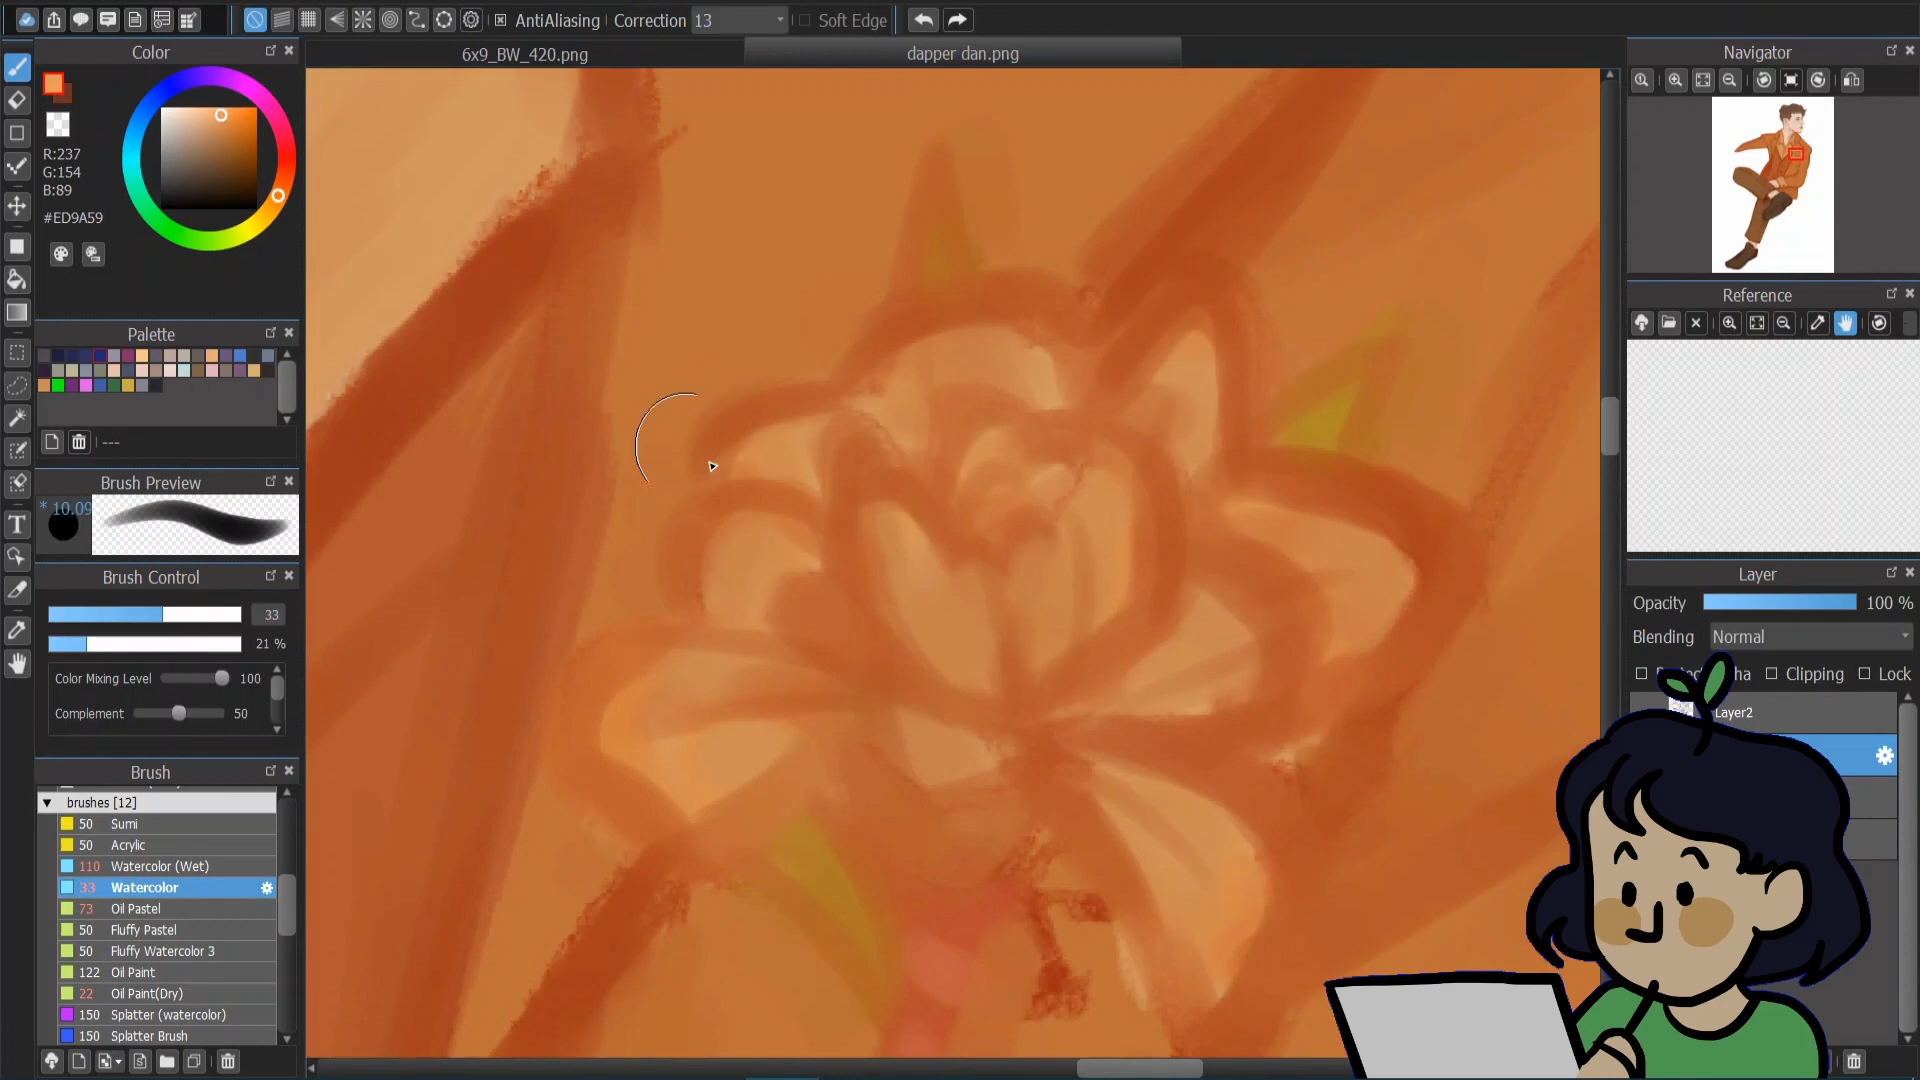 AntiAliasing Correction 13 Soft Edge
6x9_BW_420.png
dapper dan.png
Color
R:237
G:154
B:89
#ED9A59
Palette
---
Brush Preview
* 10.09
Brush Control
33
21 %
Color Mixing Level 100
Complement 50
Brush
brushes [12]
50 Sumi
50 Acrylic
110 Watercolor (Wet)
33 Watercolor
73 Oil Pastel
50 Fluffy Pastel
50 Fluffy Watercolor 3
122 Oil Paint
22 Oil Paint(Dry)
150 Splatter (watercolor)
150 Splatter Brush
T
Navigator
Reference
Layer
Opacity 100 %
Blending Normal
Clipping Lock
Layer2